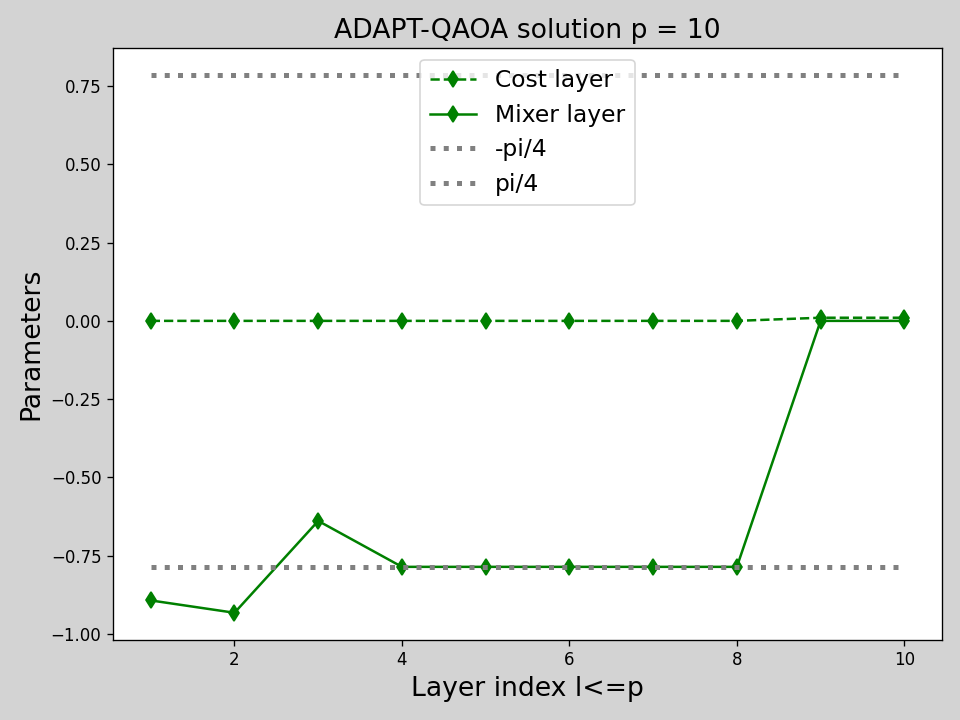 ADAPT-QAOA solution p = 10
Cost layer
Mixer layer
-pi/4
pi/4
Parameters
0.75
0.50
0.25
0.00
−0.25
−0.50
−0.75
−1.00
2 4 6 8 10
Layer index l<=p